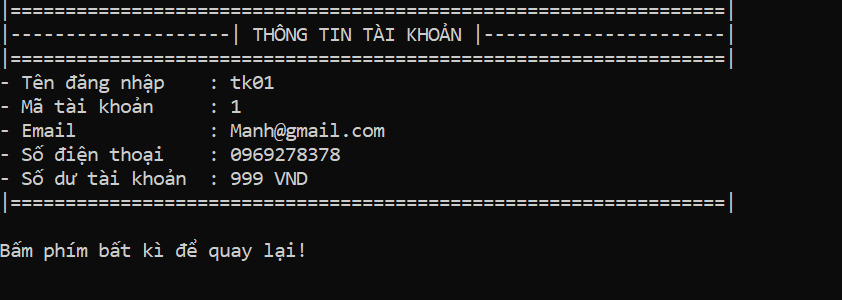 |=================================================================|
|--------------------| THÔNG TIN TÀI KHOẢN |----------------------|
|=================================================================|
- Tên đăng nhập    : tk01
- Mã tài khoản     : 1
- Email            : Manh@gmail.com
- Số điện thoại    : 0969278378
- Số dư tài khoản  : 999 VND
|=================================================================|
Bấm phím bất kì để quay lại!